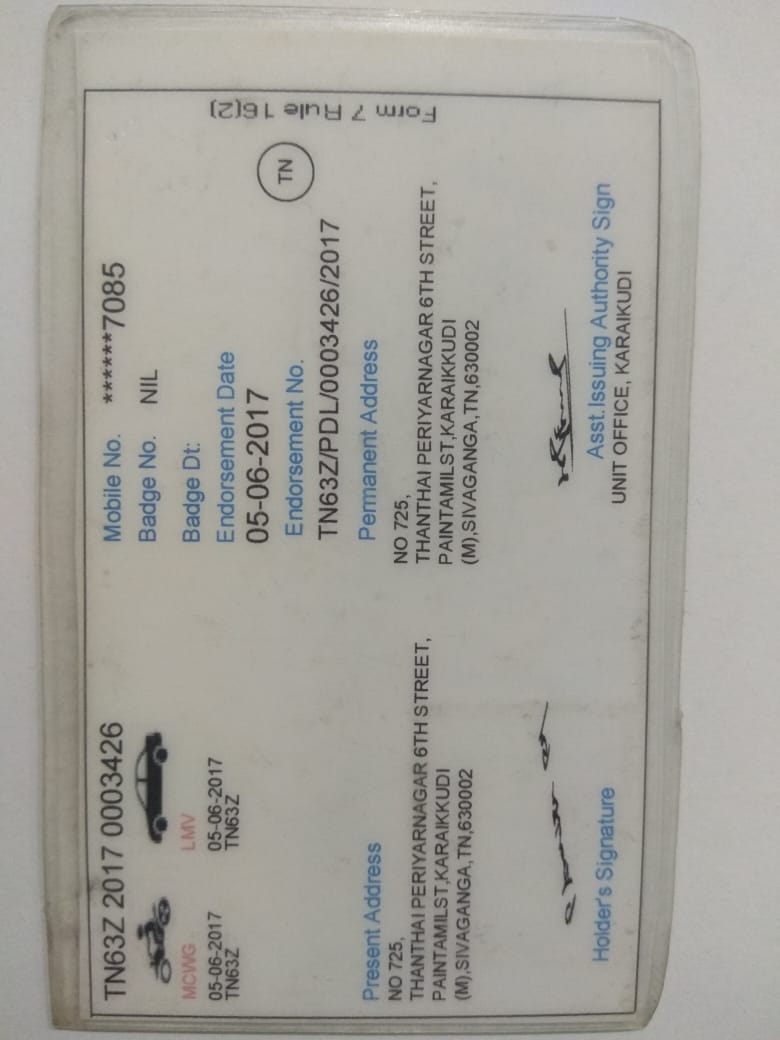 TN63Z 2017 0003426
MCWG
05-06-2017
TN63Z
LMV
05-06-2017
TN63Z
Mobile No. ******7085
Badge No. NIL
Badge Dt:
Endorsement Date
05-06-2017
Endorsement No.
TN63Z/PDL/0003426/2017
TN
Form 7 Rule 16(2)
Present Address
NO 725,
THANTHAI PERIYARNAGAR 6TH STREET,
PAINTAMILST,KARAIKKUDI
(M),SIVAGANGA,TN,630002
Permanent Address
NO 725,
THANTHAI PERIYARNAGAR 6TH STREET,
PAINTAMILST,KARAIKKUDI
(M),SIVAGANGA,TN,630002
Holder's Signature
Asst.Issuing Authority Sign
UNIT OFFICE, KARAIKUDI